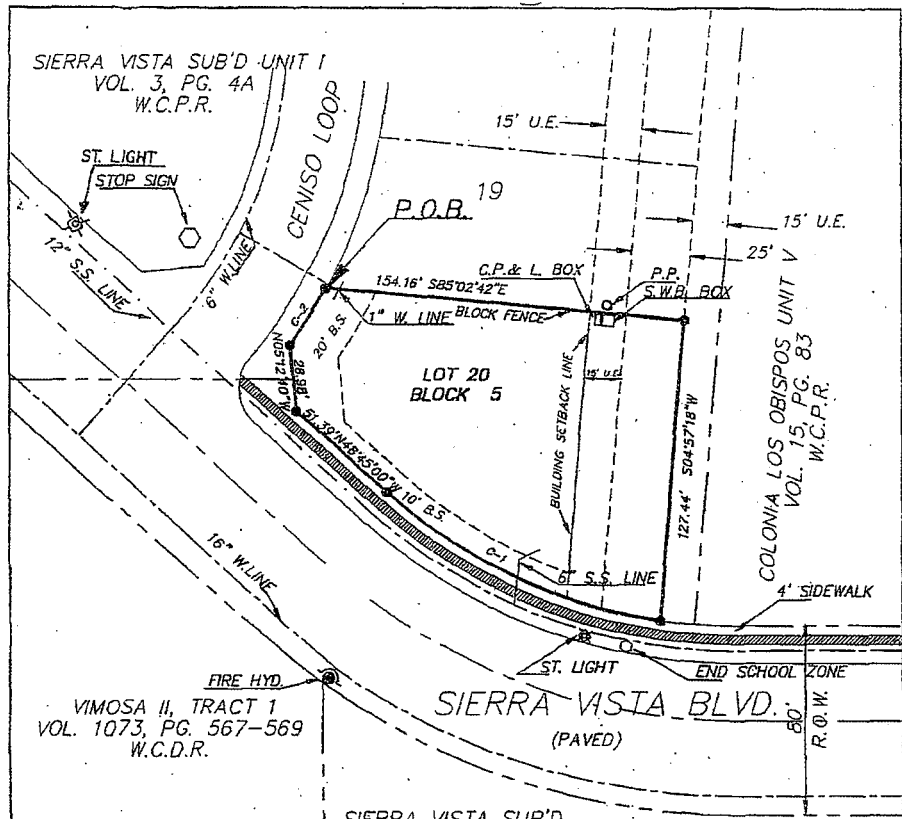 SIERRA VISTA SUB'D UNIT I
VOL. 3, PG. 4A
W.C.P.R.
ST. LIGHT
STOP SIGN
12" S.S. LINE
6" W.LINE
CENISO LOOP
15' U.E.
19
P.O.B.
15' U.E.
25'
C.P.& L. BOX
P.P.
S.W.B. BOX
154.16' S85°02'42"E
1" W. LINE
BLOCK FENCE
C-2
20' B.S.
N05°12'10"W
28.98'
LOT 20
BLOCK 5
15' U.E.
BUILDING SETBACK LINE
51.39' N48°45'00"W
10' B.S.
C-1
6" S.S. LINE
127.44' S04°57'18"W
COLONIA LOS OBISPOS UNIT V
VOL. 15, PG. 83
W.C.P.R.
4' SIDEWALK
16" W.LINE
ST. LIGHT
END SCHOOL ZONE
FIRE HYD.
VIMOSA II, TRACT 1
VOL. 1073, PG. 567-569
W.C.D.R.
SIERRA VISTA BLVD.
(PAVED)
80'
R.O.W.
SIERRA VISTA SUB'D